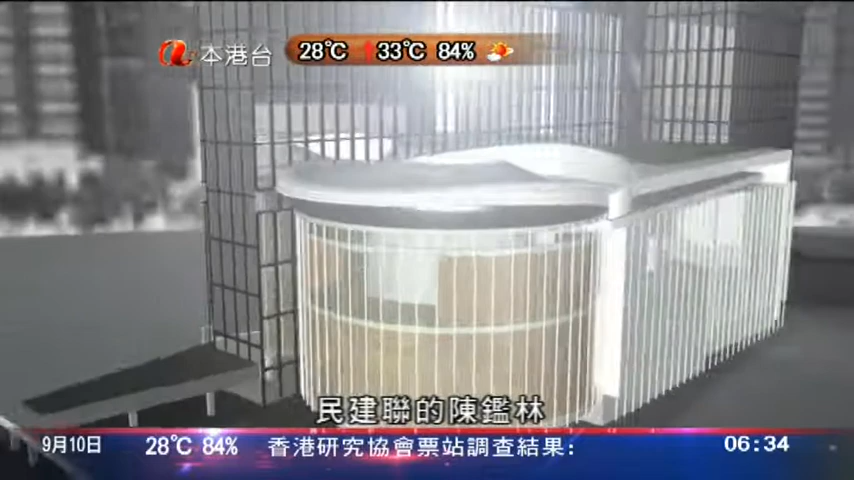 本港台 28℃ 33℃ 84%
民建聯的陳鑑林
9月10日 28℃ 84% 香港研究協會票站調查結果: 06:34